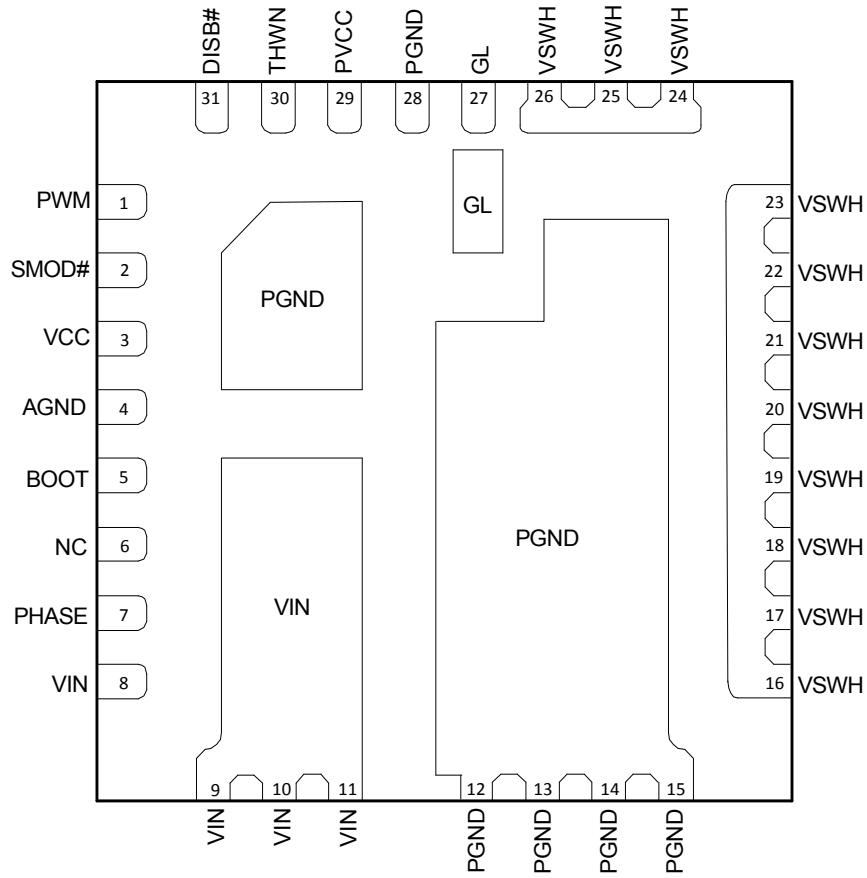 DISB#
THWN
PVCC
PGND
GL
VSWH
VSWH
VSWH
31
30
29
28
27
26
25
24
PWM
1
GL
23
VSWH
SMOD#
2
22
VSWH
PGND
VCC
3
21
VSWH
AGND
4
20
VSWH
BOOT
5
19
VSWH
PGND
NC
6
18
VSWH
VIN
PHASE
7
17
VSWH
VIN
8
16
VSWH
9
10
11
12
13
14
15
VIN
VIN
VIN
PGND
PGND
PGND
PGND